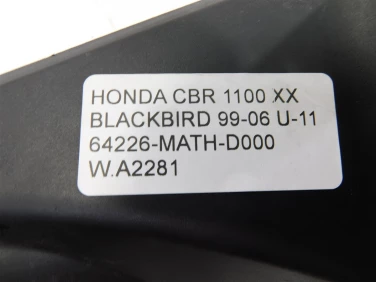 HONDA CBR 1100 XX
BLACKBIRD 99-06 U-11
64226-MATH-D000
W.A2281